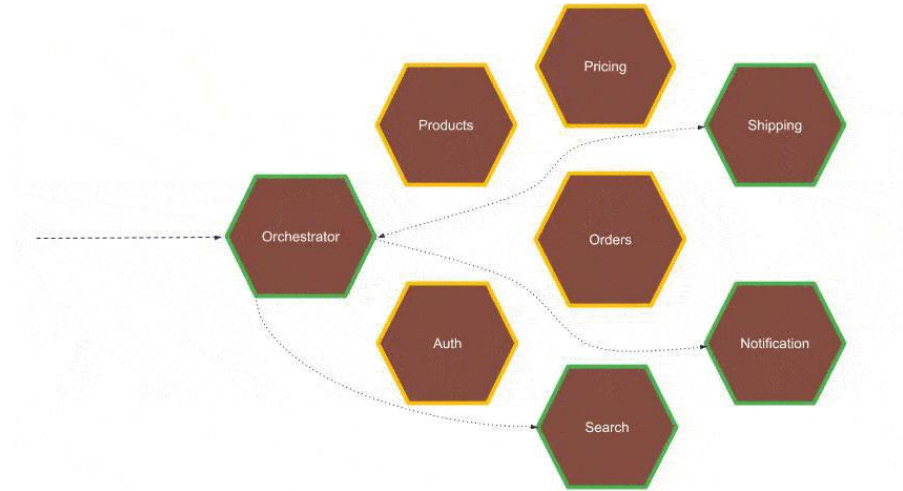 Pricing
Products
Shipping
Orchestrator
Orders
Auth
Notification
Search